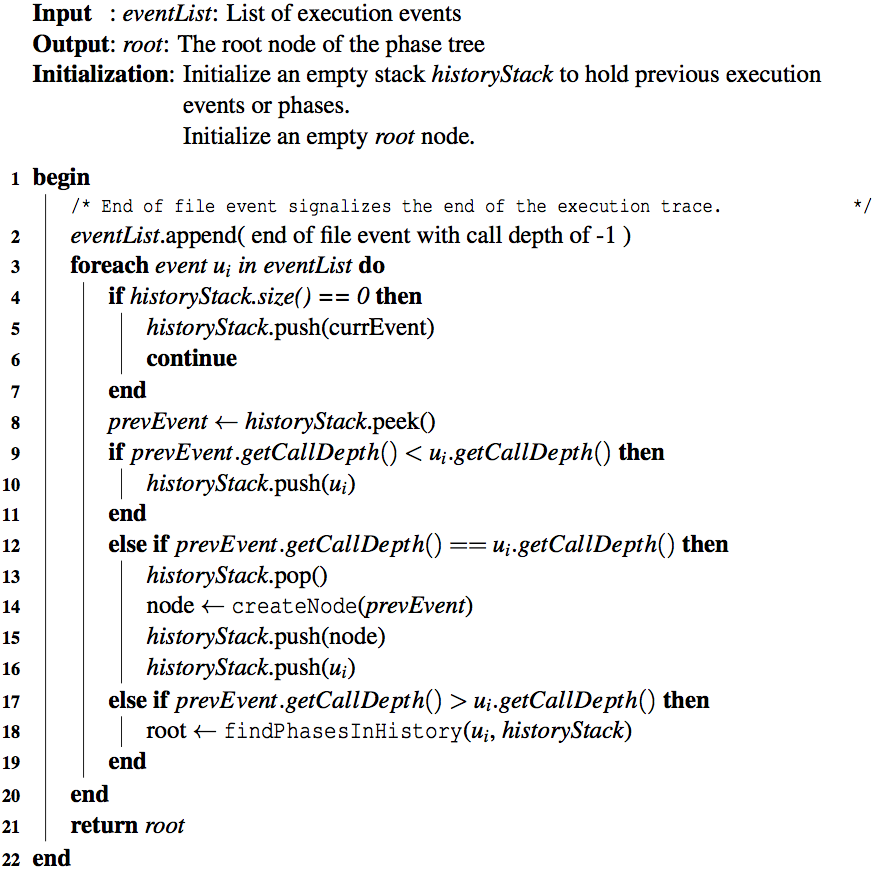 Input : eventList: List of execution events
Output: root: The root node of the phase tree
Initialization: Initialize an empty stack historyStack to hold previous execution
events or phases.
Initialize an empty root node.
1 begin
/* End of file event signalizes the end of the execution trace. */
2 eventList.append( end of file event with call depth of -1 )
3 foreach event uᵢ in eventList do
4 if historyStack.size() == 0 then
5 historyStack.push(currEvent)
6 continue
7 end
8 prevEvent ← historyStack.peek()
9 if prevEvent.getCallDepth() < uᵢ.getCallDepth() then
10 historyStack.push(uᵢ)
11 end
12 else if prevEvent.getCallDepth() == uᵢ.getCallDepth() then
13 historyStack.pop()
14 node ← createNode(prevEvent)
15 historyStack.push(node)
16 historyStack.push(uᵢ)
17 else if prevEvent.getCallDepth() > uᵢ.getCallDepth() then
18 root ← findPhasesInHistory(uᵢ, historyStack)
19 end
20 end
21 return root
22 end